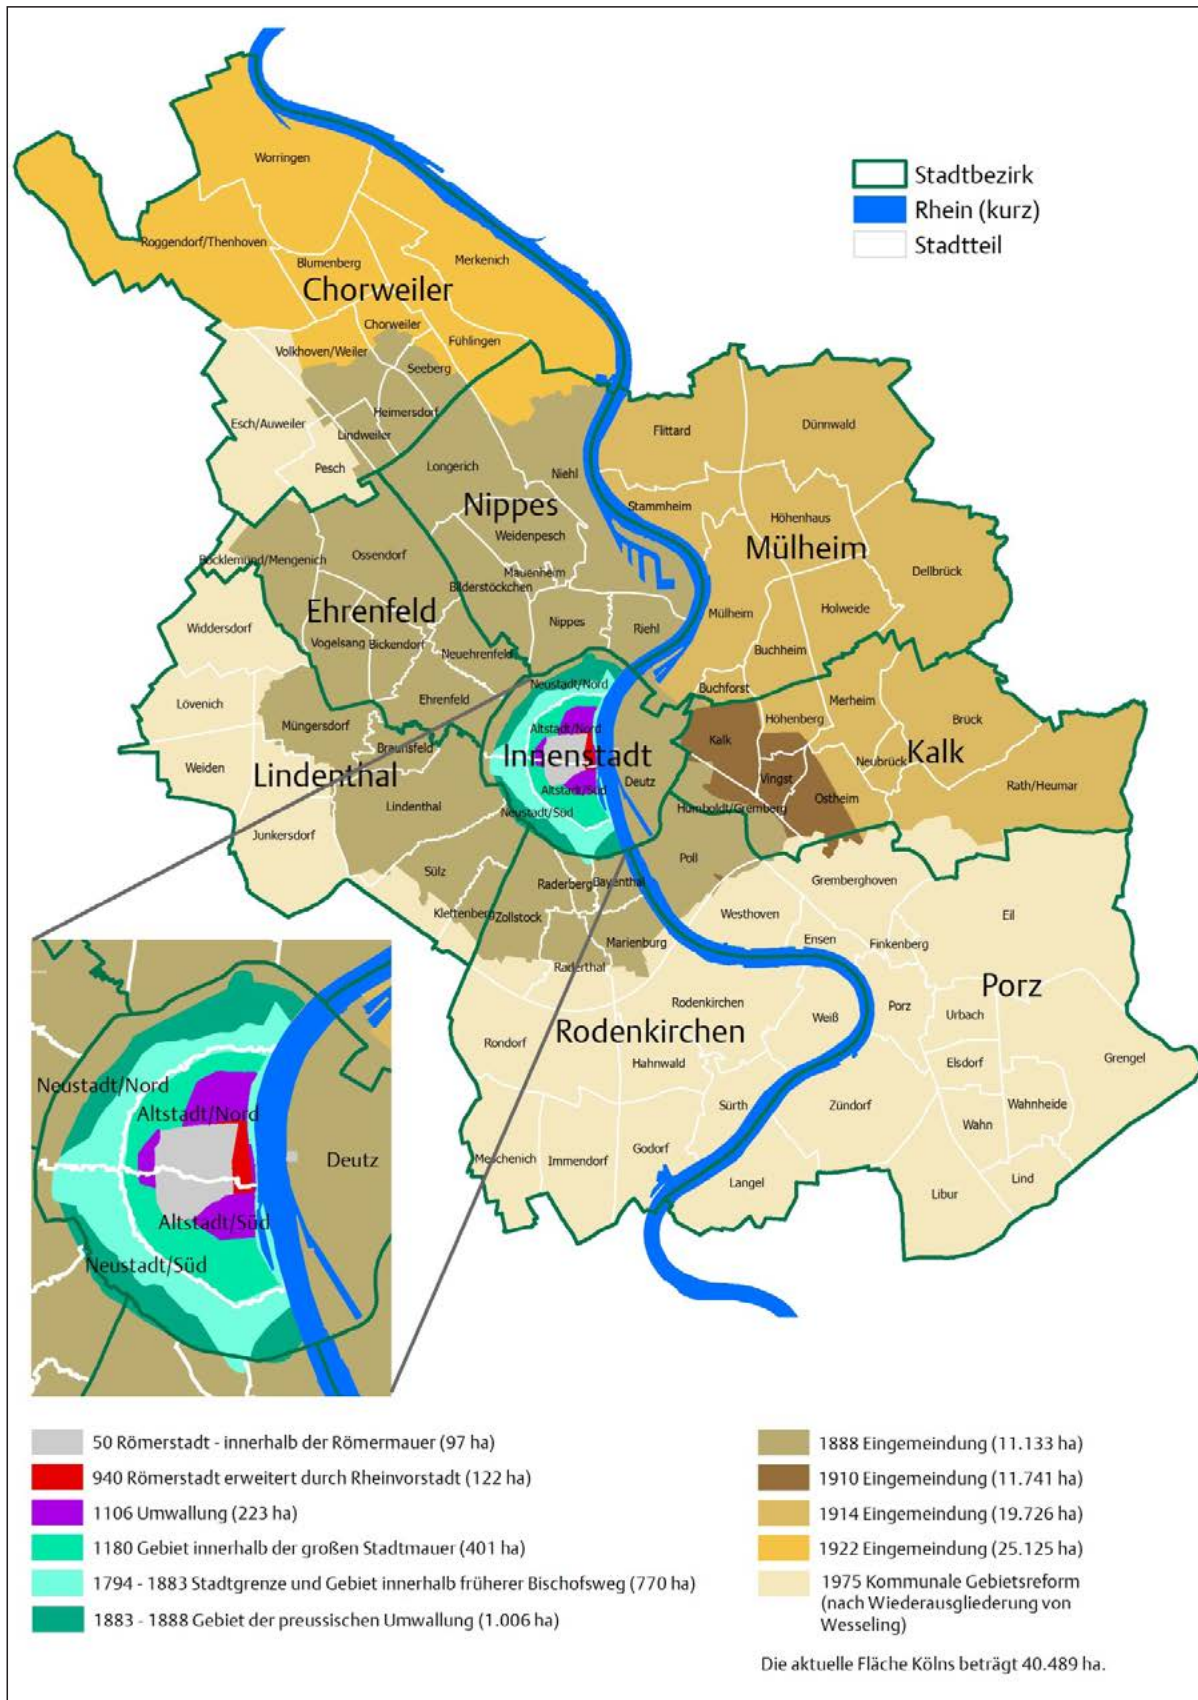 Stadtbezirk
Rhein (kurz)
Stadtteil
Worringen
Roggendorf/Thenhoven
Blumenberg
Merkenich
Chorweiler
Chorweiler
Volkhoven/Weiler
Fühlingen
Seeberg
Heimersdorf
Esch/Auweiler
Lindweiler
Pesch
Longerich
Niehl
Flittard
Dünnwald
Nippes
Stammheim
Höhenhaus
Weidenpesch
Mülheim
Bocklemünd/Mengenich
Ossendorf
Mauenheim
Bilderstöckchen
Dellbrück
Ehrenfeld
Holweide
Mülheim
Widdersdorf
Nippes
Riehl
Vogelsang
Bickendorf
Neuehrenfeld
Buchheim
Neustadt/Nord
Buchforst
Ehrenfeld
Lövenich
Merheim
Müngersdorf
Höhenberg
Brück
Altstadt/Nord
Kalk
Braunsfeld
Innenstadt
Kalk
Neubrück
Weiden
Lindenthal
Deutz
Vingst
Rath/Heumar
Altstadt/Süd
Ostheim
Lindenthal
Neustadt/Süd
Humboldt/Gremberg
Junkersdorf
Poll
Sülz
Raderberg
Bayenthal
Gremberghoven
Klettenberg
Zollstock
Westhoven
Eil
Marienburg
Ensen
Finkenberg
Raderthal
Porz
Rodenkirchen
Porz
Weiß
Urbach
Rodenkirchen
Rondorf
Hahnwald
Elsdorf
Grengel
Sürth
Zündorf
Wahnheide
Wahn
Godorf
Meschenich
Immendorf
Lind
Langel
Libur
Neustadt/Nord
Altstadt/Nord
Deutz
Altstadt/Süd
Neustadt/Süd
50 Römerstadt - innerhalb der Römermauer (97 ha)
940 Römerstadt erweitert durch Rheinvorstadt (122 ha)
1106 Umwallung (223 ha)
1180 Gebiet innerhalb der großen Stadtmauer (401 ha)
1794 - 1883 Stadtgrenze und Gebiet innerhalb früherer Bischofsweg (770 ha)
1883 - 1888 Gebiet der preussischen Umwallung (1.006 ha)
1888 Eingemeindung (11.133 ha)
1910 Eingemeindung (11.741 ha)
1914 Eingemeindung (19.726 ha)
1922 Eingemeindung (25.125 ha)
1975 Kommunale Gebietsreform
(nach Wiederausgliederung von
Wesseling)
Die aktuelle Fläche Kölns beträgt 40.489 ha.